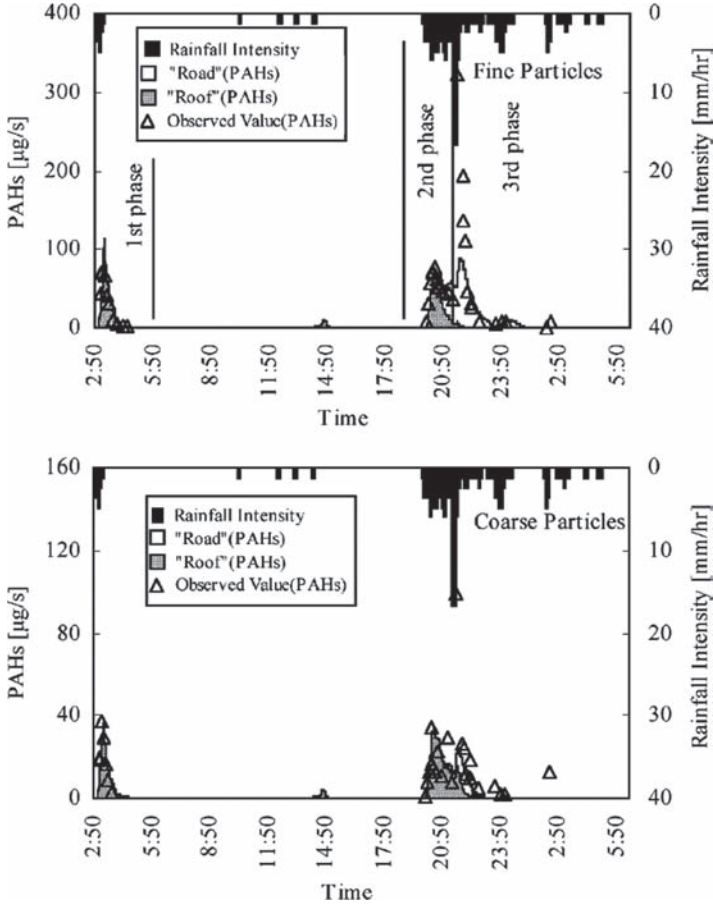 400
300
200
100
0
PAHs [µg/s]
0
10
20
30
40
Rainfall Intensity [mm/hr]
Rainfall Intensity
"Road"(PAHs)
"Roof"(PAHs)
Observed Value(PAHs)
Fine Particles
1st phase
2nd phase
3rd phase
2:50
5:50
8:50
11:50
14:50
17:50
20:50
23:50
2:50
5:50
Time
160
120
80
40
0
PAHs [µg/s]
0
10
20
30
40
Rainfall Intensity [mm/hr]
Rainfall Intensity
"Road"(PAHs)
"Roof"(PAHs)
Observed Value(PAHs)
Coarse Particles
2:50
5:50
8:50
11:50
14:50
17:50
20:50
23:50
2:50
5:50
Time